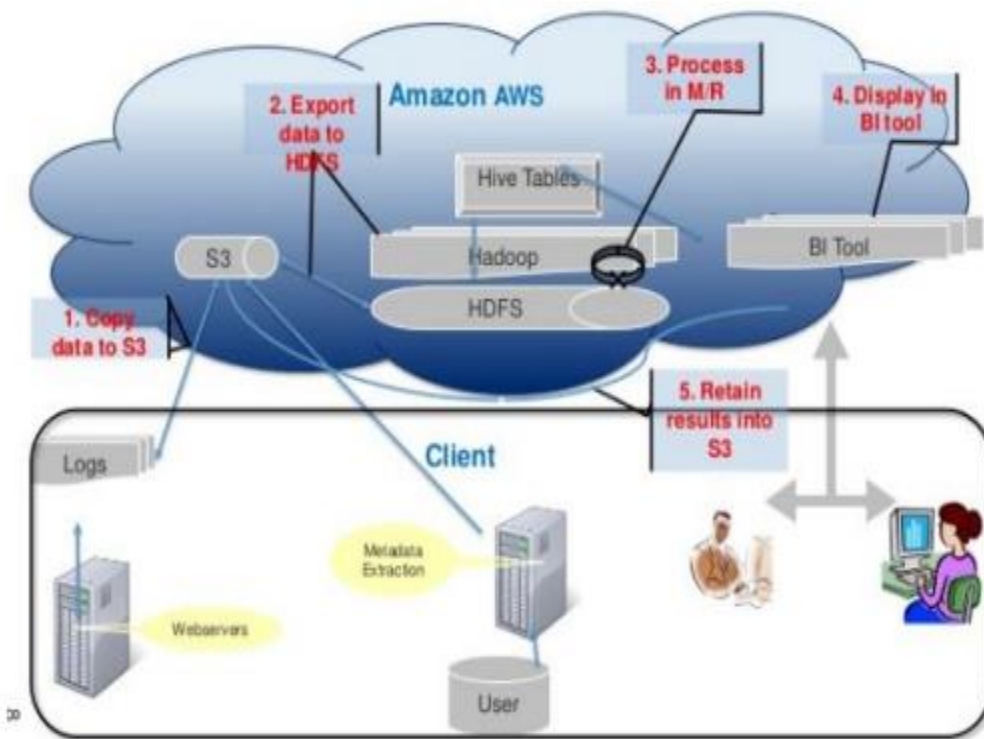 Amazon AWS
2. Export
data to
HDFS
3. Process
in M/R
4. Display In
BI tool
Hive Tables
S3
Hadoop
BI Tool
HDFS
1. Copy
data to S3
5. Retain
results into
S3
Logs
Client
Metadata
Extraction
Webservers
User